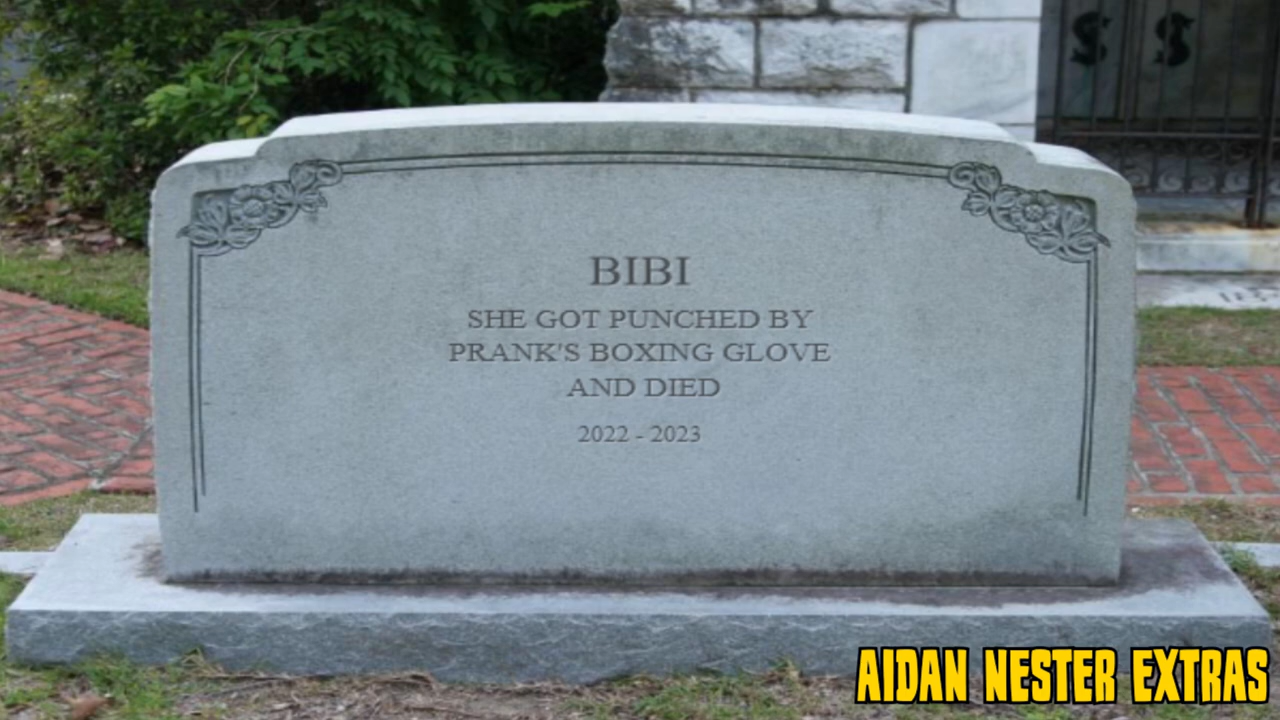 S S
BIBI
SHE GOT PUNCHED BY
PRANK'S BOXING GLOVE
AND DIED
2022 - 2023
AIDAN NESTER EXTRAS